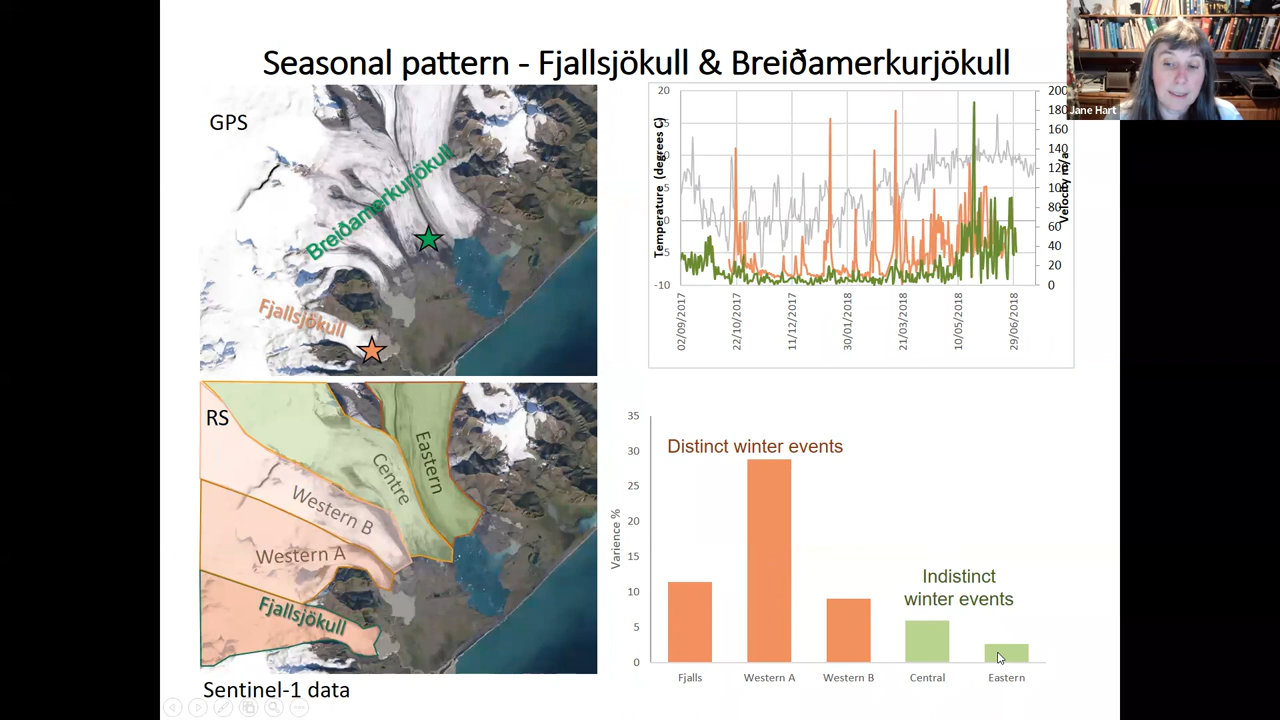 Seasonal pattern - Fjallsjökull & Breiðamerkurjökull
Jane Hart
GPS
Breiðamerkurjökull
Fjallsjökull
20
-5
-10
Temperature (degrees C)
200
180
160
140
120
100
80
60
40
20
0
Velocity m/a
02/09/2017
22/10/2017
11/12/2017
30/01/2018
21/03/2018
10/05/2018
29/06/2018
RS
Eastern
Centre
Western B
Western A
Fjallsjökull
Sentinel-1 data
35
30
25
20
15
10
5
0
Varience %
Distinct winter events
Indistinct
winter events
Fjalls
Western A
Western B
Central
Eastern